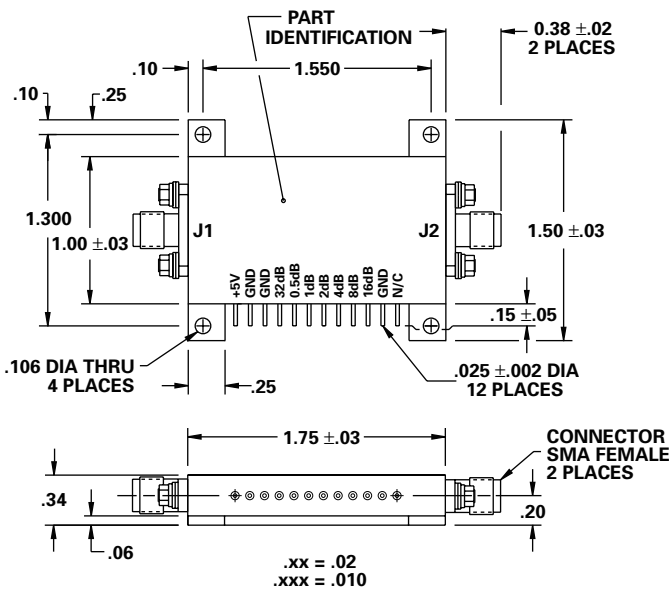 PART
IDENTIFICATION
0.38 ±.02
2 PLACES
.10
1.550
.10
.25
1.300
1.00 ±.03
J1
J2
1.50 ±.03
+5V
GND
GND
32dB
0.5dB
1dB
2dB
4dB
8dB
16dB
GND
N/C
.15 ±.05
.106 DIA THRU
4 PLACES
.25
.025 ±.002 DIA
12 PLACES
1.75 ±.03
CONNECTOR
SMA FEMALE
2 PLACES
.34
.20
.06
.xx = .02
.xxx = .010